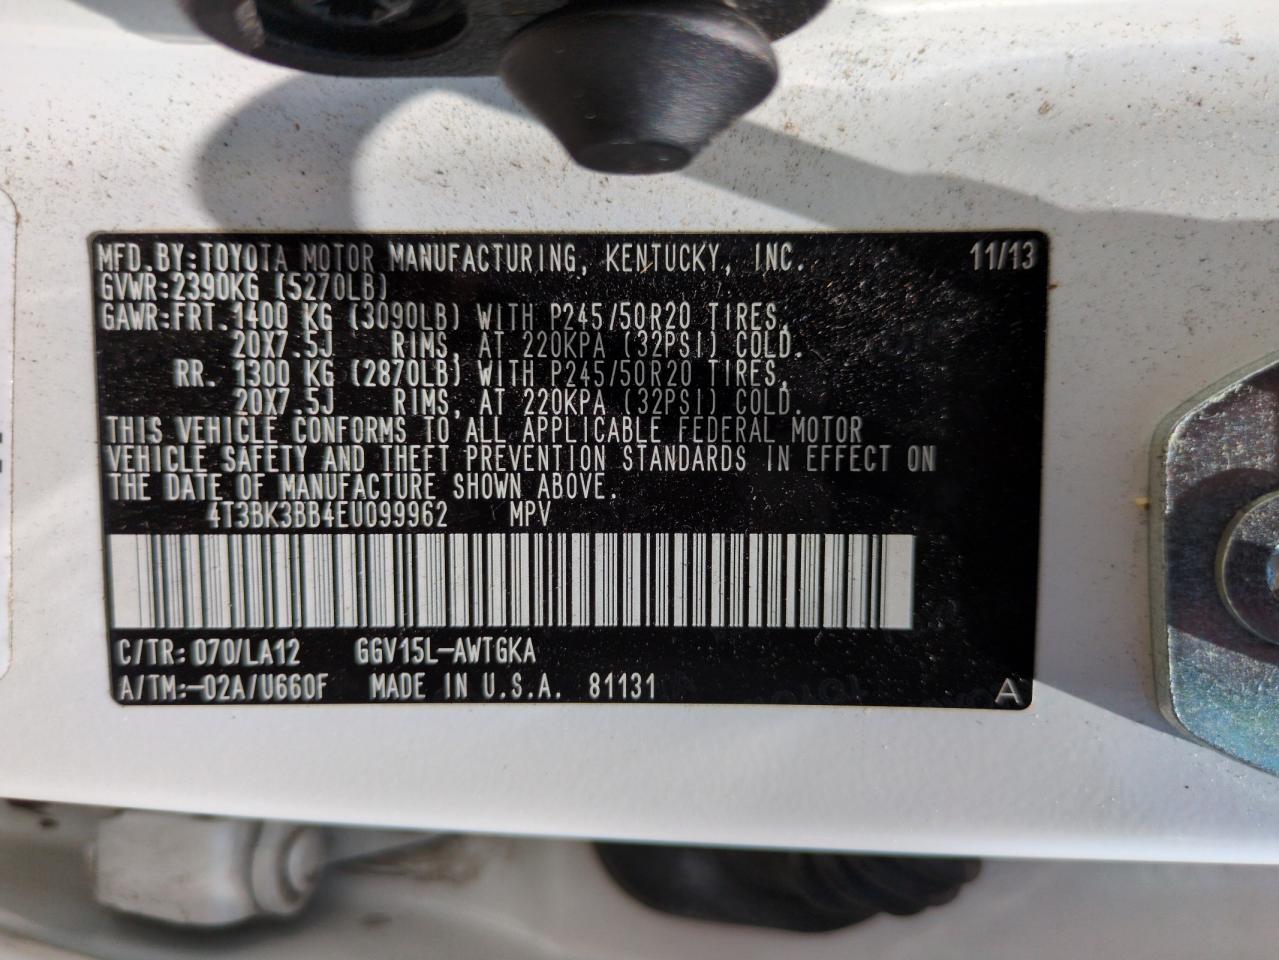 MFD.BY:TOYOTA MOTOR MANUFACTURING, KENTUCKY, INC. 11/13
GVWR:2390KG (5270LB)
GAWR:FRT.1400 KG (3090LB) WITH P245/50R20 TIRES,
20X7.5J RIMS, AT 220KPA (32PSI) COLD.
RR. 1300 KG (2870LB) WITH P245/50R20 TIRES,
20X7.5J RIMS, AT 220KPA (32PSI) COLD.
THIS VEHICLE CONFORMS TO ALL APPLICABLE FEDERAL MOTOR
VEHICLE SAFETY AND THEFT PREVENTION STANDARDS IN EFFECT ON
THE DATE OF MANUFACTURE SHOWN ABOVE.
4T3BK3BB4EU099962 MPV
C/TR: 070/LA12 GGV15L-AWTGKA
A/TM:-02A/U660F MADE IN U.S.A. 81131 A